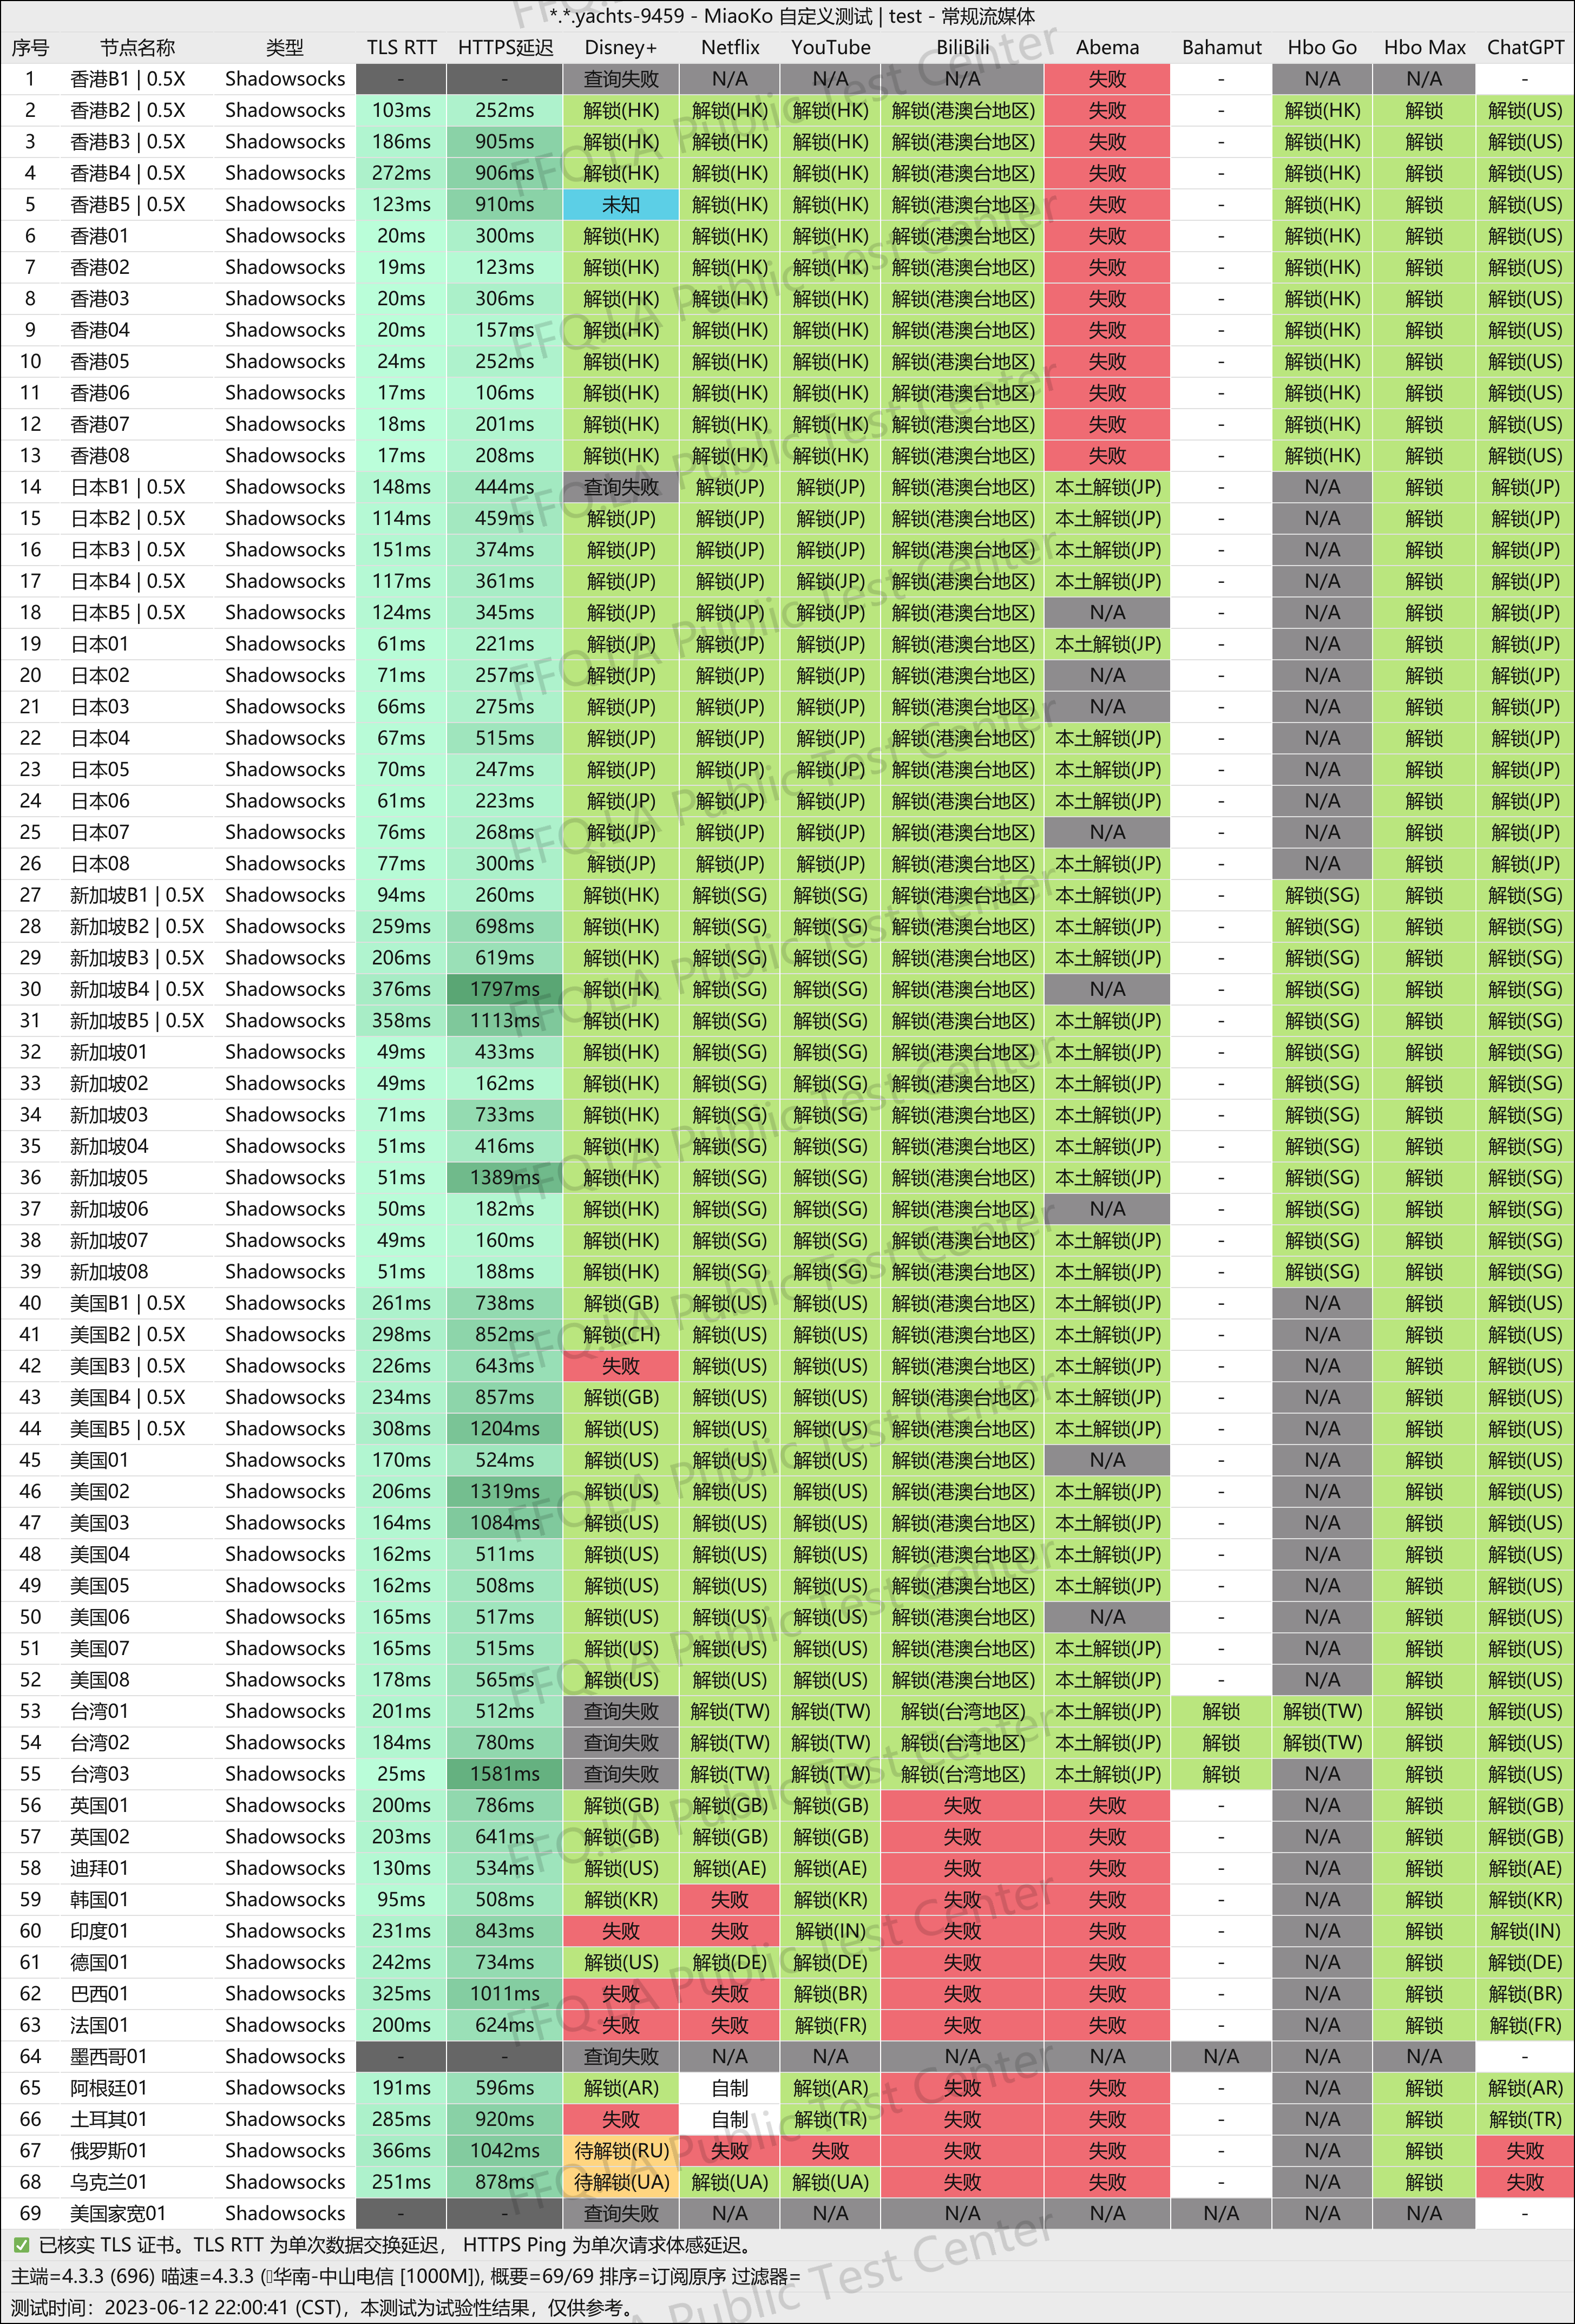 *.*.yachts-9459 - MiaoKo 自定义测试 | test - 常规流媒体
序号 节点名称 类型 TLS RTT HTTPS延迟 Disney+ Netflix YouTube BiliBili Abema Bahamut Hbo Go Hbo Max ChatGPT
1 香港B1 | 0.5X Shadowsocks - - 查询失败 N/A N/A N/A 失败 - N/A N/A -
2 香港B2 | 0.5X Shadowsocks 103ms 252ms 解锁(HK) 解锁(HK) 解锁(HK) 解锁(港澳台地区) 失败 - 解锁(HK) 解锁 解锁(US)
3 香港B3 | 0.5X Shadowsocks 186ms 905ms 解锁(HK) 解锁(HK) 解锁(HK) 解锁(港澳台地区) 失败 - 解锁(HK) 解锁 解锁(US)
4 香港B4 | 0.5X Shadowsocks 272ms 906ms 解锁(HK) 解锁(HK) 解锁(HK) 解锁(港澳台地区) 失败 - 解锁(HK) 解锁 解锁(US)
5 香港B5 | 0.5X Shadowsocks 123ms 910ms 未知 解锁(HK) 解锁(HK) 解锁(港澳台地区) 失败 - 解锁(HK) 解锁 解锁(US)
6 香港01 Shadowsocks 20ms 300ms 解锁(HK) 解锁(HK) 解锁(HK) 解锁(港澳台地区) 失败 - 解锁(HK) 解锁 解锁(US)
7 香港02 Shadowsocks 19ms 123ms 解锁(HK) 解锁(HK) 解锁(HK) 解锁(港澳台地区) 失败 - 解锁(HK) 解锁 解锁(US)
8 香港03 Shadowsocks 20ms 306ms 解锁(HK) 解锁(HK) 解锁(HK) 解锁(港澳台地区) 失败 - 解锁(HK) 解锁 解锁(US)
9 香港04 Shadowsocks 20ms 157ms 解锁(HK) 解锁(HK) 解锁(HK) 解锁(港澳台地区) 失败 - 解锁(HK) 解锁 解锁(US)
10 香港05 Shadowsocks 24ms 252ms 解锁(HK) 解锁(HK) 解锁(HK) 解锁(港澳台地区) 失败 - 解锁(HK) 解锁 解锁(US)
11 香港06 Shadowsocks 17ms 106ms 解锁(HK) 解锁(HK) 解锁(HK) 解锁(港澳台地区) 失败 - 解锁(HK) 解锁 解锁(US)
12 香港07 Shadowsocks 18ms 201ms 解锁(HK) 解锁(HK) 解锁(HK) 解锁(港澳台地区) 失败 - 解锁(HK) 解锁 解锁(US)
13 香港08 Shadowsocks 17ms 208ms 解锁(HK) 解锁(HK) 解锁(HK) 解锁(港澳台地区) 失败 - 解锁(HK) 解锁 解锁(US)
14 日本B1 | 0.5X Shadowsocks 148ms 444ms 查询失败 解锁(JP) 解锁(JP) 解锁(港澳台地区) 本土解锁(JP) - N/A 解锁 解锁(JP)
15 日本B2 | 0.5X Shadowsocks 114ms 459ms 解锁(JP) 解锁(JP) 解锁(JP) 解锁(港澳台地区) 本土解锁(JP) - N/A 解锁 解锁(JP)
16 日本B3 | 0.5X Shadowsocks 151ms 374ms 解锁(JP) 解锁(JP) 解锁(JP) 解锁(港澳台地区) 本土解锁(JP) - N/A 解锁 解锁(JP)
17 日本B4 | 0.5X Shadowsocks 117ms 361ms 解锁(JP) 解锁(JP) 解锁(JP) 解锁(港澳台地区) 本土解锁(JP) - N/A 解锁 解锁(JP)
18 日本B5 | 0.5X Shadowsocks 124ms 345ms 解锁(JP) 解锁(JP) 解锁(JP) 解锁(港澳台地区) N/A - N/A 解锁 解锁(JP)
19 日本01 Shadowsocks 61ms 221ms 解锁(JP) 解锁(JP) 解锁(JP) 解锁(港澳台地区) 本土解锁(JP) - N/A 解锁 解锁(JP)
20 日本02 Shadowsocks 71ms 257ms 解锁(JP) 解锁(JP) 解锁(JP) 解锁(港澳台地区) N/A - N/A 解锁 解锁(JP)
21 日本03 Shadowsocks 66ms 275ms 解锁(JP) 解锁(JP) 解锁(JP) 解锁(港澳台地区) N/A - N/A 解锁 解锁(JP)
22 日本04 Shadowsocks 67ms 515ms 解锁(JP) 解锁(JP) 解锁(JP) 解锁(港澳台地区) 本土解锁(JP) - N/A 解锁 解锁(JP)
23 日本05 Shadowsocks 70ms 247ms 解锁(JP) 解锁(JP) 解锁(JP) 解锁(港澳台地区) 本土解锁(JP) - N/A 解锁 解锁(JP)
24 日本06 Shadowsocks 61ms 223ms 解锁(JP) 解锁(JP) 解锁(JP) 解锁(港澳台地区) 本土解锁(JP) - N/A 解锁 解锁(JP)
25 日本07 Shadowsocks 76ms 268ms 解锁(JP) 解锁(JP) 解锁(JP) 解锁(港澳台地区) N/A - N/A 解锁 解锁(JP)
26 日本08 Shadowsocks 77ms 300ms 解锁(JP) 解锁(JP) 解锁(JP) 解锁(港澳台地区) 本土解锁(JP) - N/A 解锁 解锁(JP)
27 新加坡B1 | 0.5X Shadowsocks 94ms 260ms 解锁(HK) 解锁(SG) 解锁(SG) 解锁(港澳台地区) 本土解锁(JP) - 解锁(SG) 解锁 解锁(SG)
28 新加坡B2 | 0.5X Shadowsocks 259ms 698ms 解锁(HK) 解锁(SG) 解锁(SG) 解锁(港澳台地区) 本土解锁(JP) - 解锁(SG) 解锁 解锁(SG)
29 新加坡B3 | 0.5X Shadowsocks 206ms 619ms 解锁(HK) 解锁(SG) 解锁(SG) 解锁(港澳台地区) 本土解锁(JP) - 解锁(SG) 解锁 解锁(SG)
30 新加坡B4 | 0.5X Shadowsocks 376ms 1797ms 解锁(HK) 解锁(SG) 解锁(SG) 解锁(港澳台地区) N/A - 解锁(SG) 解锁 解锁(SG)
31 新加坡B5 | 0.5X Shadowsocks 358ms 1113ms 解锁(HK) 解锁(SG) 解锁(SG) 解锁(港澳台地区) 本土解锁(JP) - 解锁(SG) 解锁 解锁(SG)
32 新加坡01 Shadowsocks 49ms 433ms 解锁(HK) 解锁(SG) 解锁(SG) 解锁(港澳台地区) 本土解锁(JP) - 解锁(SG) 解锁 解锁(SG)
33 新加坡02 Shadowsocks 49ms 162ms 解锁(HK) 解锁(SG) 解锁(SG) 解锁(港澳台地区) 本土解锁(JP) - 解锁(SG) 解锁 解锁(SG)
34 新加坡03 Shadowsocks 71ms 733ms 解锁(HK) 解锁(SG) 解锁(SG) 解锁(港澳台地区) 本土解锁(JP) - 解锁(SG) 解锁 解锁(SG)
35 新加坡04 Shadowsocks 51ms 416ms 解锁(HK) 解锁(SG) 解锁(SG) 解锁(港澳台地区) 本土解锁(JP) - 解锁(SG) 解锁 解锁(SG)
36 新加坡05 Shadowsocks 51ms 1389ms 解锁(HK) 解锁(SG) 解锁(SG) 解锁(港澳台地区) 本土解锁(JP) - 解锁(SG) 解锁 解锁(SG)
37 新加坡06 Shadowsocks 50ms 182ms 解锁(HK) 解锁(SG) 解锁(SG) 解锁(港澳台地区) N/A - 解锁(SG) 解锁 解锁(SG)
38 新加坡07 Shadowsocks 49ms 160ms 解锁(HK) 解锁(SG) 解锁(SG) 解锁(港澳台地区) 本土解锁(JP) - 解锁(SG) 解锁 解锁(SG)
39 新加坡08 Shadowsocks 51ms 188ms 解锁(HK) 解锁(SG) 解锁(SG) 解锁(港澳台地区) 本土解锁(JP) - 解锁(SG) 解锁 解锁(SG)
40 美国B1 | 0.5X Shadowsocks 261ms 738ms 解锁(GB) 解锁(US) 解锁(US) 解锁(港澳台地区) 本土解锁(JP) - N/A 解锁 解锁(US)
41 美国B2 | 0.5X Shadowsocks 298ms 852ms 解锁(CH) 解锁(US) 解锁(US) 解锁(港澳台地区) 本土解锁(JP) - N/A 解锁 解锁(US)
42 美国B3 | 0.5X Shadowsocks 226ms 643ms 失败 解锁(US) 解锁(US) 解锁(港澳台地区) 本土解锁(JP) - N/A 解锁 解锁(US)
43 美国B4 | 0.5X Shadowsocks 234ms 857ms 解锁(GB) 解锁(US) 解锁(US) 解锁(港澳台地区) 本土解锁(JP) - N/A 解锁 解锁(US)
44 美国B5 | 0.5X Shadowsocks 308ms 1204ms 解锁(US) 解锁(US) 解锁(US) 解锁(港澳台地区) 本土解锁(JP) - N/A 解锁 解锁(US)
45 美国01 Shadowsocks 170ms 524ms 解锁(US) 解锁(US) 解锁(US) 解锁(港澳台地区) N/A - N/A 解锁 解锁(US)
46 美国02 Shadowsocks 206ms 1319ms 解锁(US) 解锁(US) 解锁(US) 解锁(港澳台地区) 本土解锁(JP) - N/A 解锁 解锁(US)
47 美国03 Shadowsocks 164ms 1084ms 解锁(US) 解锁(US) 解锁(US) 解锁(港澳台地区) 本土解锁(JP) - N/A 解锁 解锁(US)
48 美国04 Shadowsocks 162ms 511ms 解锁(US) 解锁(US) 解锁(US) 解锁(港澳台地区) 本土解锁(JP) - N/A 解锁 解锁(US)
49 美国05 Shadowsocks 162ms 508ms 解锁(US) 解锁(US) 解锁(US) 解锁(港澳台地区) 本土解锁(JP) - N/A 解锁 解锁(US)
50 美国06 Shadowsocks 165ms 517ms 解锁(US) 解锁(US) 解锁(US) 解锁(港澳台地区) N/A - N/A 解锁 解锁(US)
51 美国07 Shadowsocks 165ms 515ms 解锁(US) 解锁(US) 解锁(US) 解锁(港澳台地区) 本土解锁(JP) - N/A 解锁 解锁(US)
52 美国08 Shadowsocks 178ms 565ms 解锁(US) 解锁(US) 解锁(US) 解锁(港澳台地区) 本土解锁(JP) - N/A 解锁 解锁(US)
53 台湾01 Shadowsocks 201ms 512ms 查询失败 解锁(TW) 解锁(TW) 解锁(台湾地区) 本土解锁(JP) 解锁 解锁(TW) 解锁 解锁(US)
54 台湾02 Shadowsocks 184ms 780ms 查询失败 解锁(TW) 解锁(TW) 解锁(台湾地区) 本土解锁(JP) 解锁 解锁(TW) 解锁 解锁(US)
55 台湾03 Shadowsocks 25ms 1581ms 查询失败 解锁(TW) 解锁(TW) 解锁(台湾地区) 本土解锁(JP) 解锁 N/A 解锁 解锁(US)
56 英国01 Shadowsocks 200ms 786ms 解锁(GB) 解锁(GB) 解锁(GB) 失败 失败 - N/A 解锁 解锁(GB)
57 英国02 Shadowsocks 203ms 641ms 解锁(GB) 解锁(GB) 解锁(GB) 失败 失败 - N/A 解锁 解锁(GB)
58 迪拜01 Shadowsocks 130ms 534ms 解锁(US) 解锁(AE) 解锁(AE) 失败 失败 - N/A 解锁 解锁(AE)
59 韩国01 Shadowsocks 95ms 508ms 解锁(KR) 失败 解锁(KR) 失败 失败 - N/A 解锁 解锁(KR)
60 印度01 Shadowsocks 231ms 843ms 失败 失败 解锁(IN) 失败 失败 - N/A 解锁 解锁(IN)
61 德国01 Shadowsocks 242ms 734ms 解锁(US) 解锁(DE) 解锁(DE) 失败 失败 - N/A 解锁 解锁(DE)
62 巴西01 Shadowsocks 325ms 1011ms 失败 失败 解锁(BR) 失败 失败 - N/A 解锁 解锁(BR)
63 法国01 Shadowsocks 200ms 624ms 失败 失败 解锁(FR) 失败 失败 - N/A 解锁 解锁(FR)
64 墨西哥01 Shadowsocks - - 查询失败 N/A N/A N/A N/A N/A N/A N/A -
65 阿根廷01 Shadowsocks 191ms 596ms 解锁(AR) 自制 解锁(AR) 失败 失败 - N/A 解锁 解锁(AR)
66 土耳其01 Shadowsocks 285ms 920ms 失败 自制 解锁(TR) 失败 失败 - N/A 解锁 解锁(TR)
67 俄罗斯01 Shadowsocks 366ms 1042ms 待解锁(RU) 失败 失败 失败 失败 - N/A 解锁 失败
68 乌克兰01 Shadowsocks 251ms 878ms 待解锁(UA) 解锁(UA) 解锁(UA) 失败 失败 - N/A 解锁 失败
69 美国家宽01 Shadowsocks - - 查询失败 N/A N/A N/A N/A N/A N/A N/A -
✅ 已核实 TLS 证书。TLS RTT 为单次数据交换延迟， HTTPS Ping 为单次请求体感延迟。
主端=4.3.3 (696) 喵速=4.3.3 (▯华南-中山电信 [1000M]), 概要=69/69 排序=订阅原序 过滤器=
测试时间：2023-06-12 22:00:41 (CST)，本测试为试验性结果，仅供参考。
FFQ.LA Public Test Center